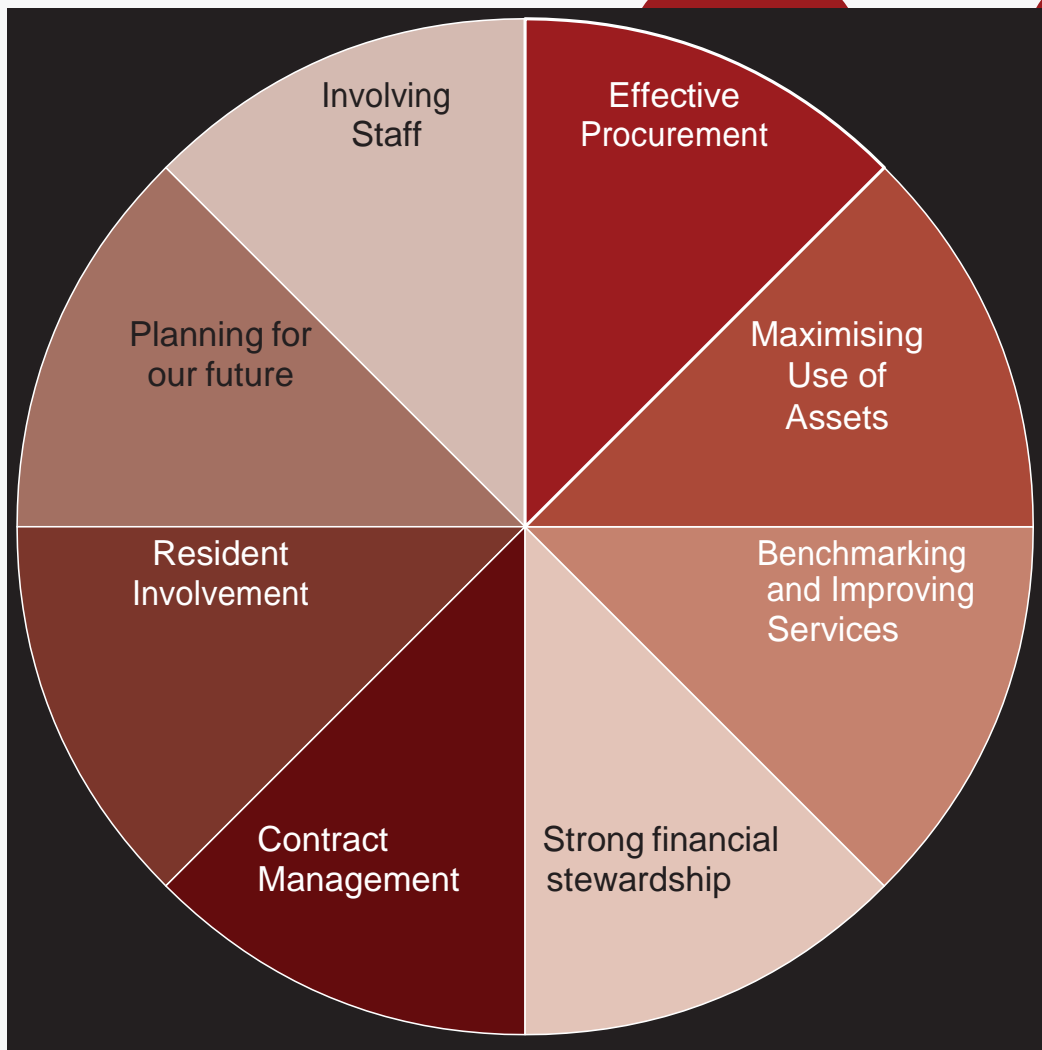 Involving
Staff
Effective
Procurement
Planning for
our future
Maximising
Use of
Assets
Resident
Involvement
Benchmarking
and Improving
Services
Contract
Management
Strong financial
stewardship